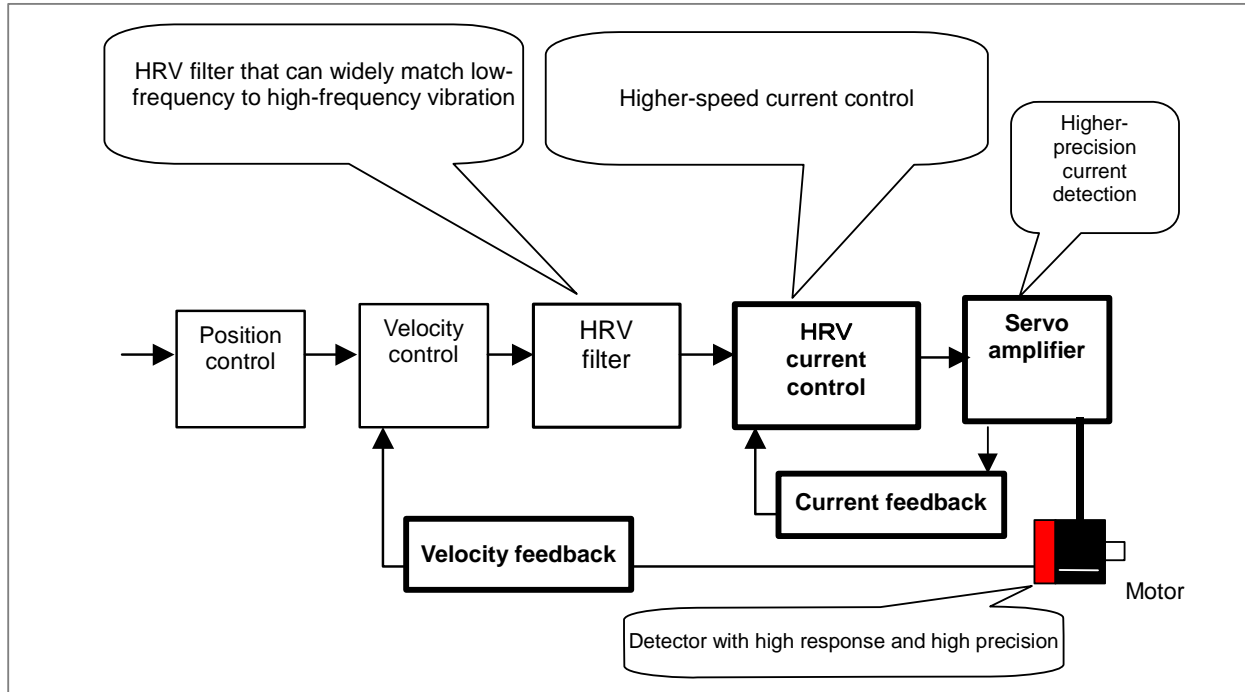 HRV filter that can widely match low-
frequency to high-frequency vibration
Higher-speed current control
Higher-
precision
current
detection
Position
control
Velocity
control
HRV
filter
HRV
current
control
Servo
amplifier
Current feedback
Velocity feedback
Motor
Detector with high response and high precision